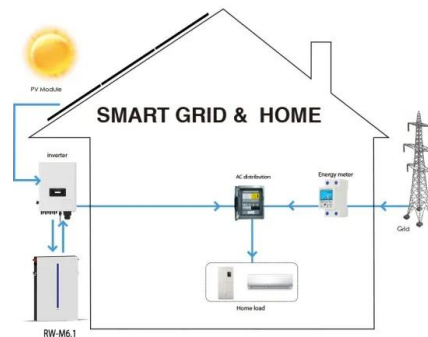 PV Module
SMART GRID & HOME
Inverter
AC distribution
Energy meter
Grid
Home load
RW-M6.1